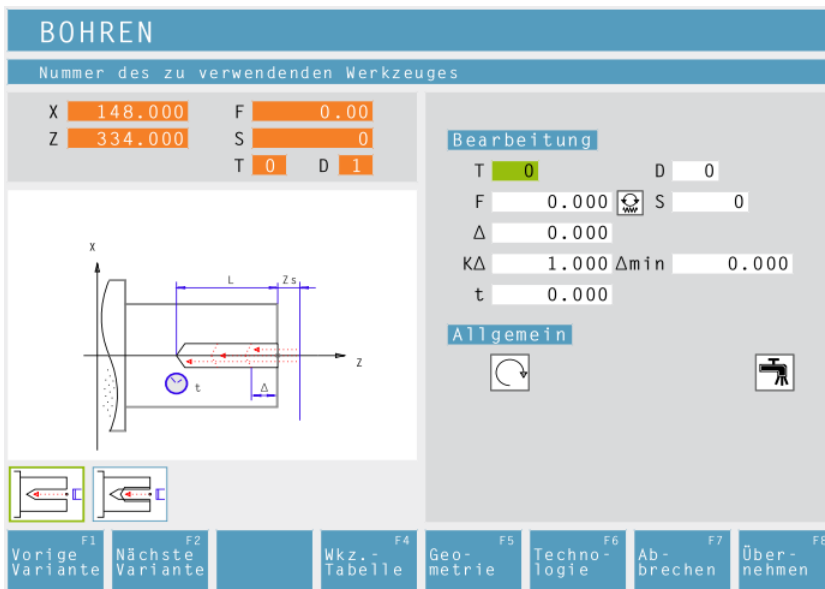 BOHREN
Nummer des zu verwendenden Werkzeuges
X 148.000 F 0.00
Z 334.000 S 0
T 0 D 1
Bearbeitung
T 0 D 0
F 0.000 S 0
Δ 0.000
KΔ 1.000 Δmin 0.000
t 0.000
Allgemein
X
L Zs
Z
t Δ
F1 F2 F4 F5 F6 F7 F8
Vorige Nächste Wkz.- Geo- Techno- Ab- Über-
Variante Variante Tabelle metrie logie brechen nehmen